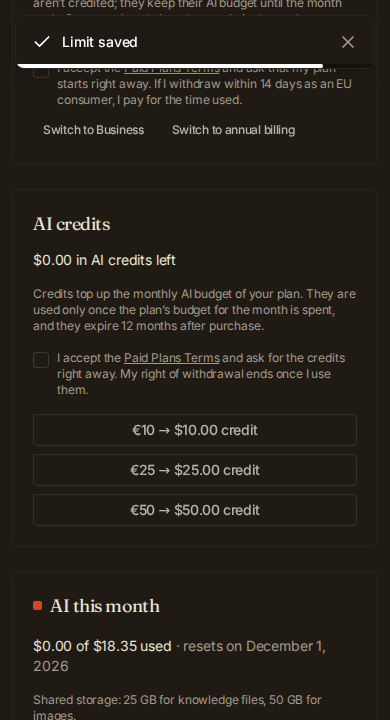 aren't credited; they keep their AI budget until the month
Limit saved
I accept the Paid Plans Terms and ask that my plan
starts right away. If I withdraw within 14 days as an EU
consumer, I pay for the time used.
Switch to Business
Switch to annual billing
AI credits
$0.00 in AI credits left
Credits top up the monthly AI budget of your plan. They are
used only once the plan's budget for the month is spent,
and they expire 12 months after purchase.
I accept the Paid Plans Terms and ask for the credits
right away. My right of withdrawal ends once I use
them.
€10 → $10.00 credit
€25 → $25.00 credit
€50 → $50.00 credit
AI this month
$0.00 of $18.35 used · resets on December 1,
2026
Shared storage: 25 GB for knowledge files, 50 GB for
images.